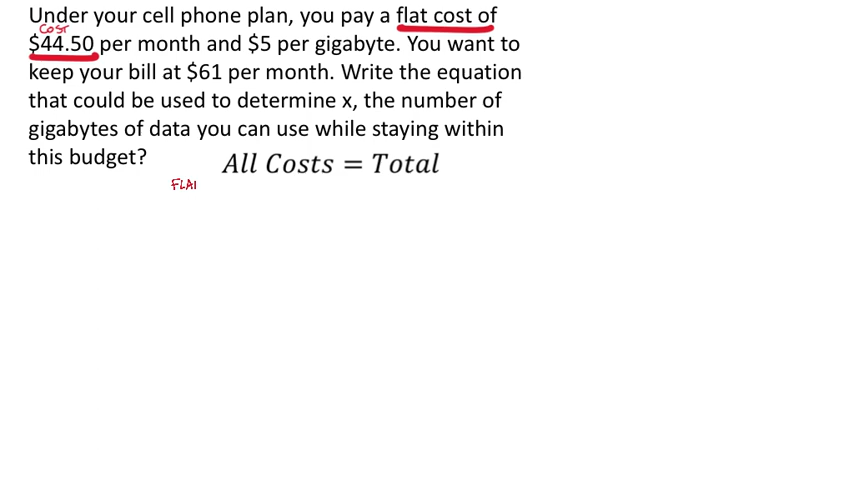 Under your cell phone plan, you pay a flat cost of
COST
$44.50 per month and $5 per gigabyte. You want to
keep your bill at $61 per month. Write the equation
that could be used to determine x, the number of
gigabytes of data you can use while staying within
this budget?
All Costs = Total
FLAT